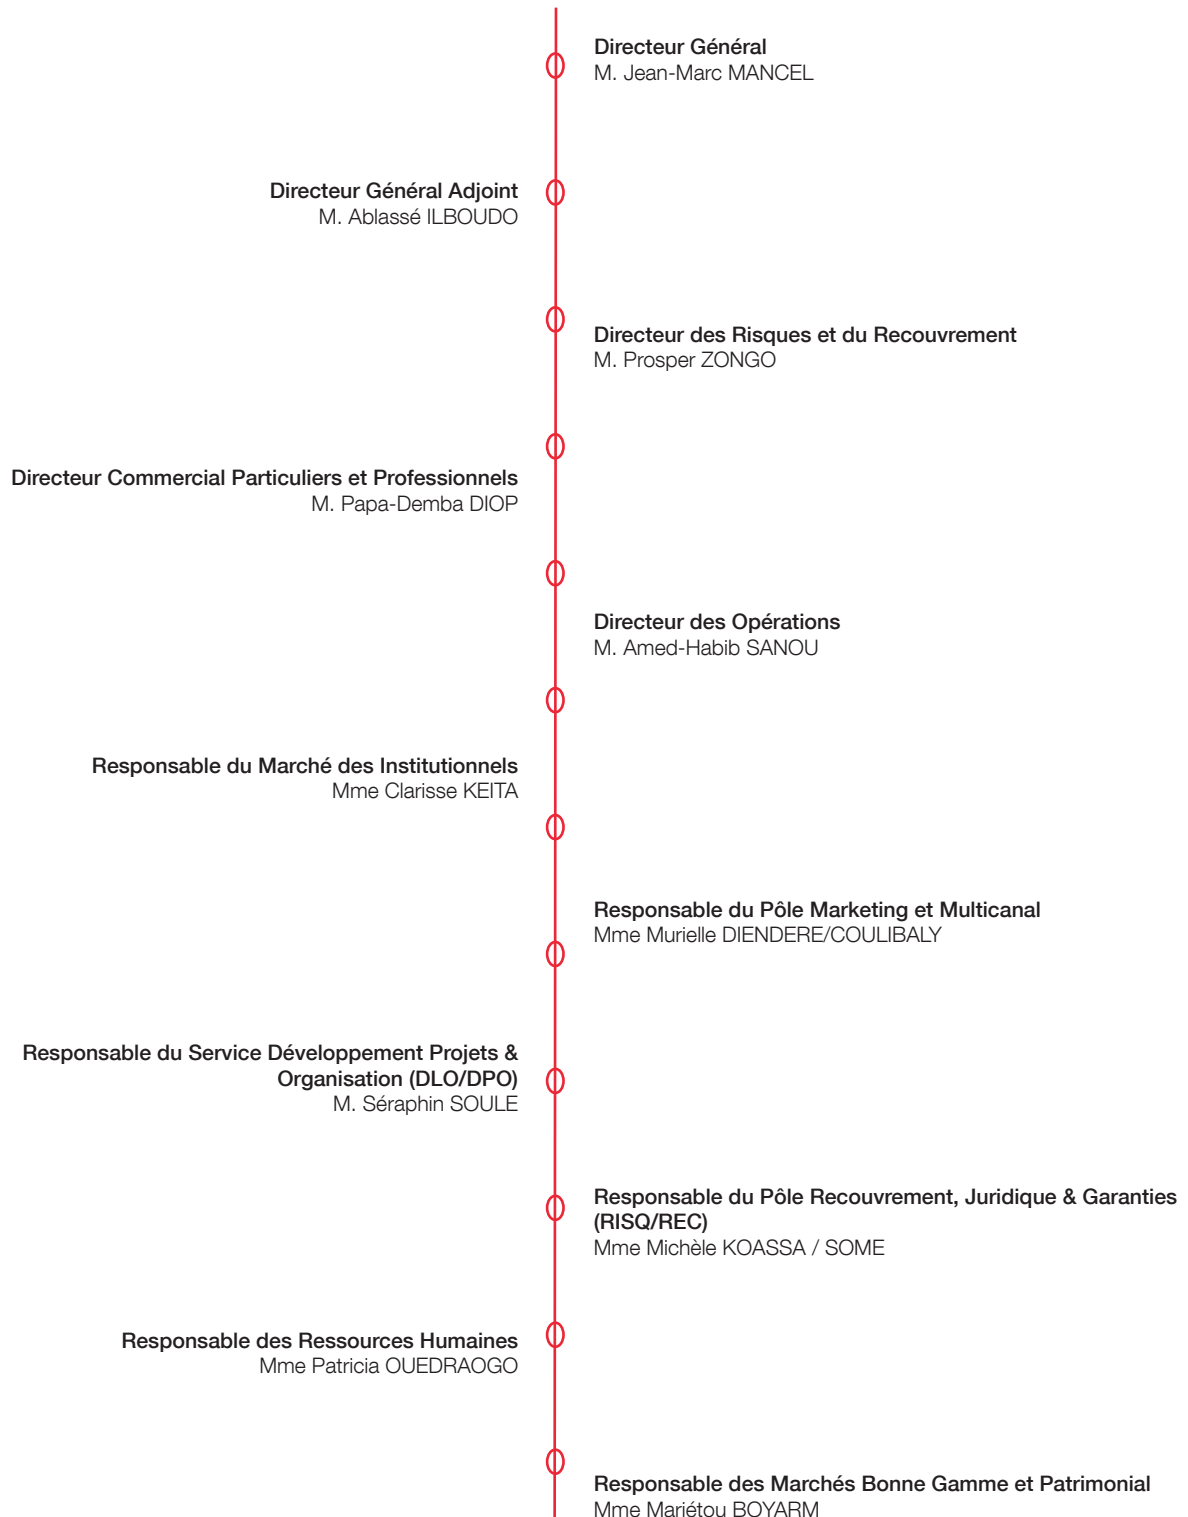 Directeur Général
M. Jean-Marc MANCEL
Directeur Général Adjoint
M. Ablassé ILBOUDO
Directeur des Risques et du Recouvrement
M. Prosper ZONGO
Directeur Commercial Particuliers et Professionnels
M. Papa-Demba DIOP
Directeur des Opérations
M. Amed-Habib SANOU
Responsable du Marché des Institutionnels
Mme Clarisse KEITA
Responsable du Pôle Marketing et Multicanal
Mme Murielle DIENDERE/COULIBALY
Responsable du Service Développement Projets &
Organisation (DLO/DPO)
M. Séraphin SOULE
Responsable du Pôle Recouvrement, Juridique & Garanties
(RISQ/REC)
Mme Michèle KOASSA / SOME
Responsable des Ressources Humaines
Mme Patricia OUEDRAOGO
Responsable des Marchés Bonne Gamme et Patrimonial
Mme Mariétou BOYARM